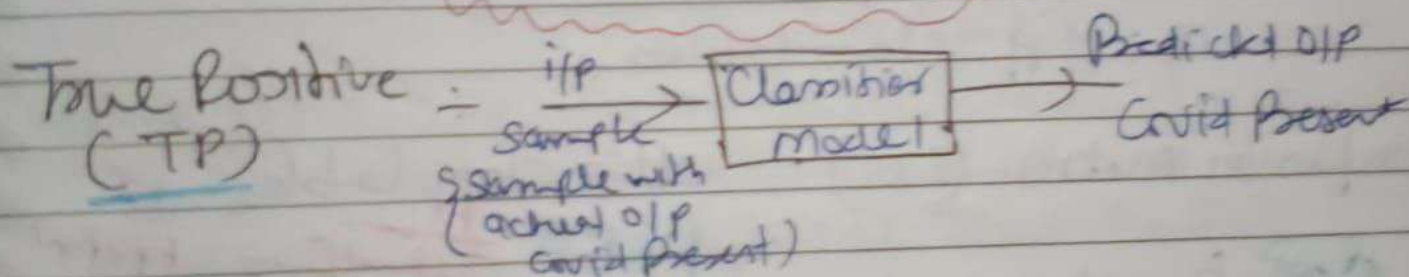 True Positive :-
(TP)
i/p
sample
{sample with
actual O/P
Covid Present)
Classifier
Model
Predicted O/P
Covid Present